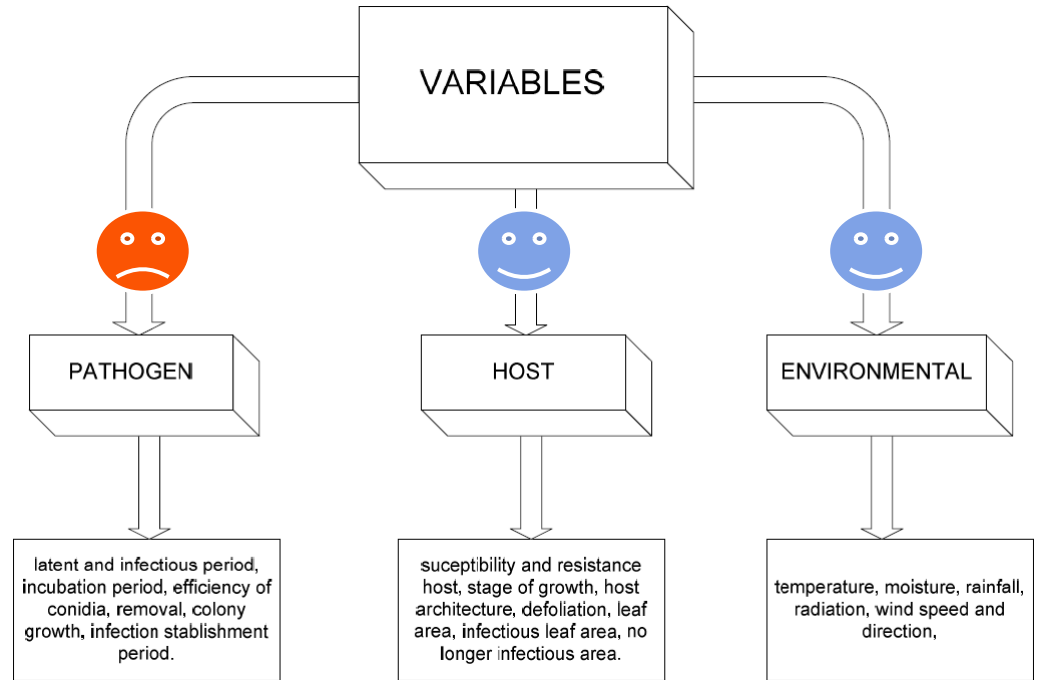 VARIABLES
PATHOGEN
HOST
ENVIRONMENTAL
latent and infectious period,
incubation period, efficiency of
conidia, removal, colony
growth, infection stablishment
period.
suceptibility and resistance
host, stage of growth, host
architecture, defoliation, leaf
area, infectious leaf area, no
longer infectious area.
temperature, moisture, rainfall,
radiation, wind speed and
direction,